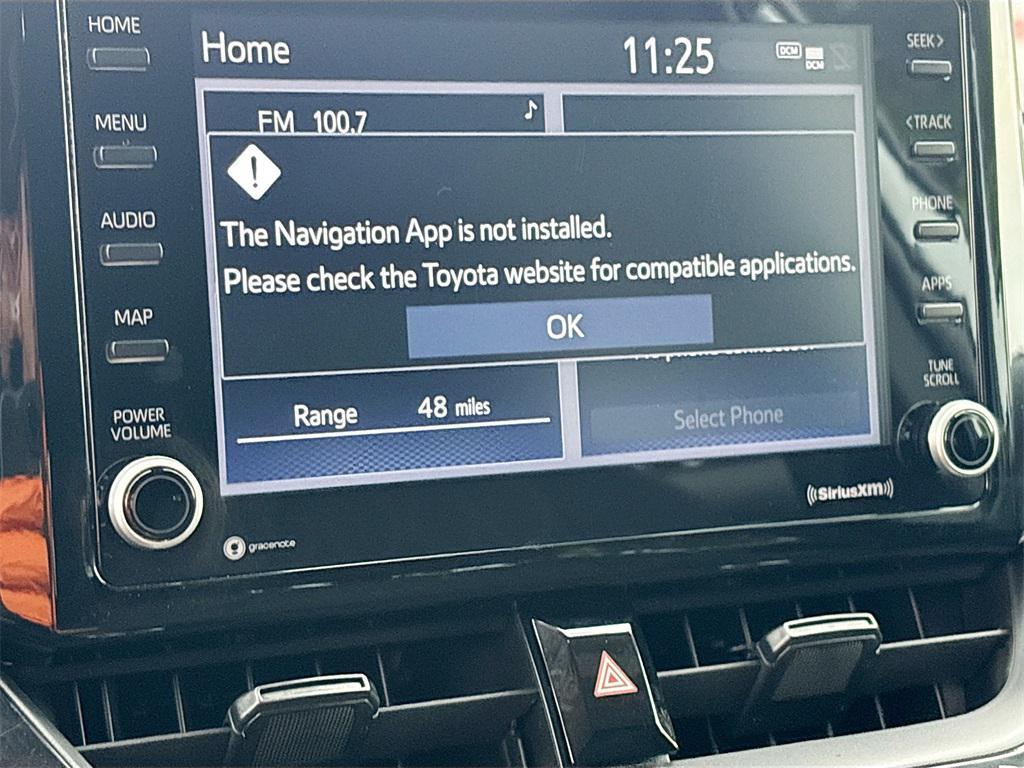 HOME
Home
11:25
DCM
DCM
SEEK>
FM 100.7
MENU
<TRACK
!
AUDIO
The Navigation App is not installed.
PHONE
Please check the Toyota website for compatible applications.
MAP
OK
APPS
POWER
VOLUME
Range 48 miles
Select Phone
TUNE
SCROLL
SiriusXM
gracenote